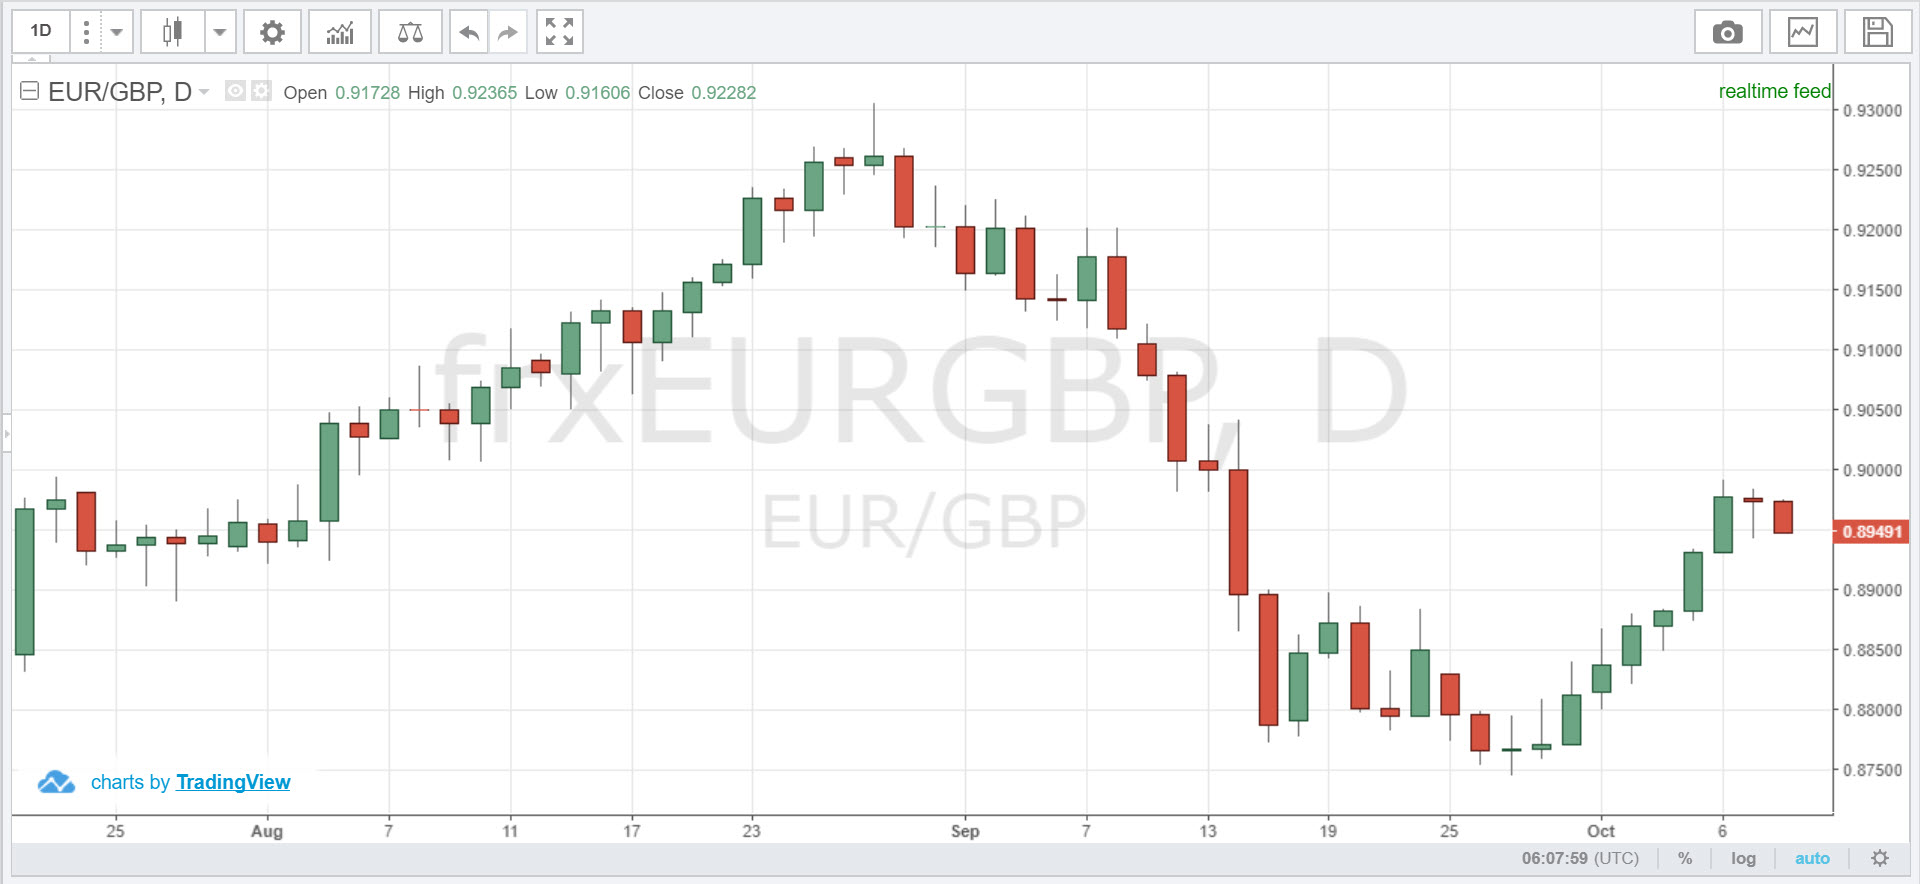 1D
EUR/GBP, D Open 0.91728 High 0.92365 Low 0.91606 Close 0.92282
realtime feed
0.93000
0.92500
0.92000
0.91500
0.91000
0.90500
0.90000
0.89491
0.89000
0.88500
0.88000
0.87500
frxEURGBP, D
EUR/GBP
charts by TradingView
25 Aug 7 11 17 23 Sep 7 13 19 25 Oct 6
06:07:59 (UTC) % log auto